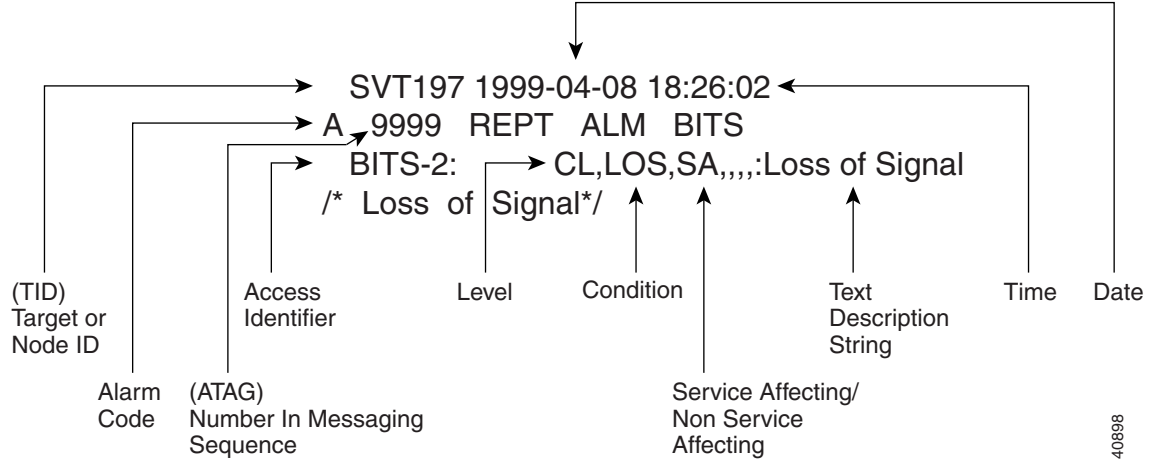 SVT197 1999-04-08 18:26:02
A 9999 REPT ALM BITS
BITS-2: CL,LOS,SA,,,,:Loss of Signal
/* Loss of Signal*/
(TID)
Target or
Node ID
Access
Identifier
Level
Condition
Text
Description
String
Time
Date
Alarm
Code
(ATAG)
Number In Messaging
Sequence
Service Affecting/
Non Service
Affecting
40898